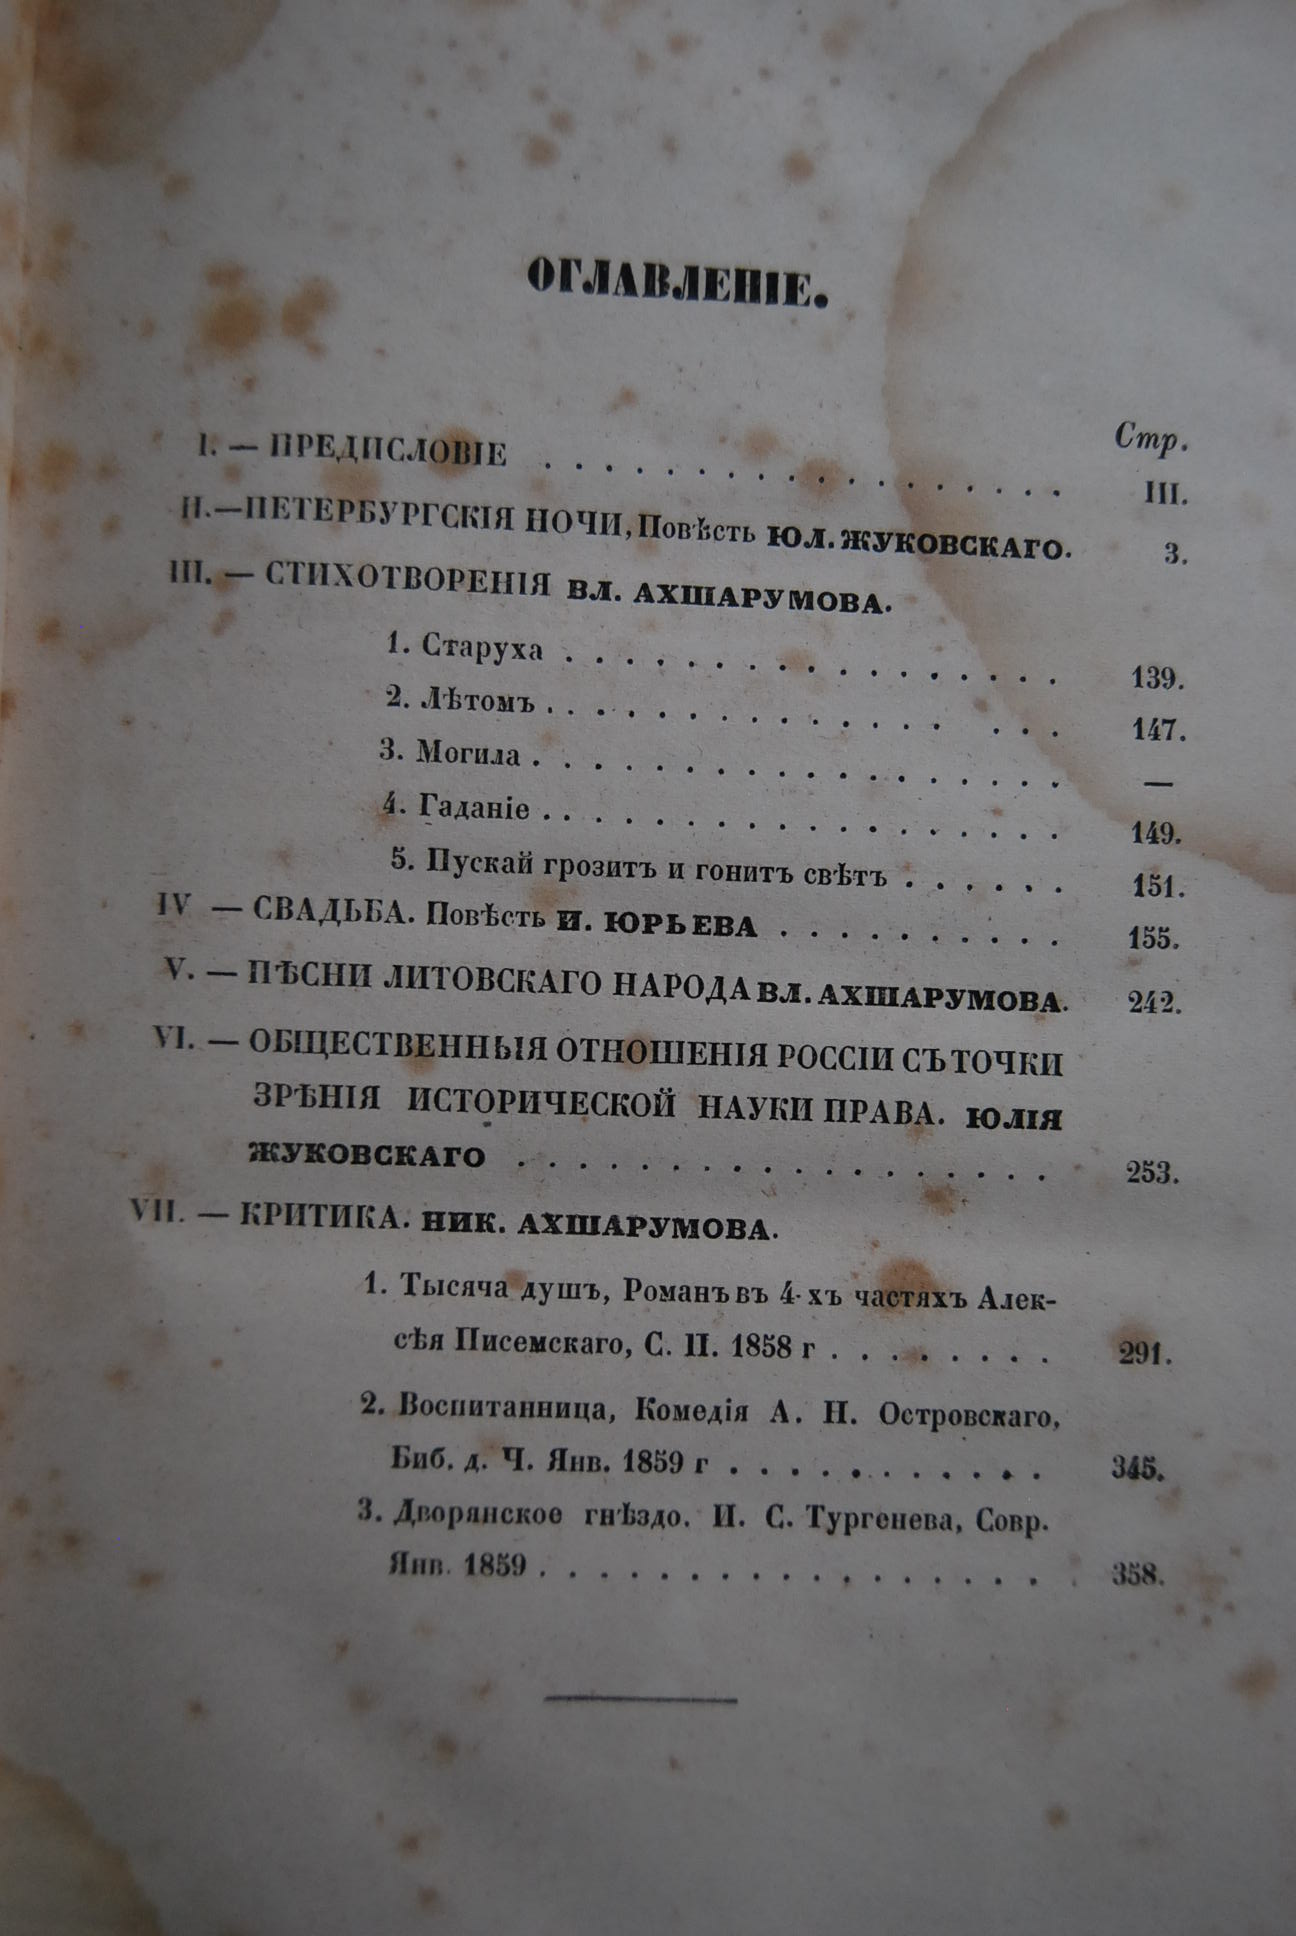 ОГЛАВЛЕНІЕ.
Стр.
I. — ПРЕДИСЛОВІЕ . . . . . . . . . . . . . . . . . . III.
II.—ПЕТЕРБУРГСКІЯ НОЧИ, Повѣсть ЮЛ. ЖУКОВСКАГО. 3.
III. — СТИХОТВОРЕНІЯ ВЛ. АХШАРУМОВА.
1. Старуха . . . . . . . . . . . . . . . . . 139.
2. Лѣтомъ . . . . . . . . . . . . . . . . . 147.
3. Могила . . . . . . . . . . . . . . . . . . —
4. Гаданіе . . . . . . . . . . . . . . . . . . 149.
5. Пускай грозитъ и гонитъ свѣтъ . . . . . . 151.
IV — СВАДЬБА. Повѣсть И. ЮРЬЕВА . . . . . . . . . . 155.
V. — ПѢСНИ ЛИТОВСКАГО НАРОДА ВЛ. АХШАРУМОВА. 242.
VI. — ОБЩЕСТВЕННЫЯ ОТНОШЕНІЯ РОССІИ СЪ ТОЧКИ
ЗРѢНІЯ ИСТОРИЧЕСКОЙ НАУКИ ПРАВА. ЮЛІЯ
ЖУКОВСКАГО . . . . . . . . . . . . . . . . . . 253.
VII. — КРИТИКА. НИК. АХШАРУМОВА.
1. Тысяча душъ, Романъ въ 4-хъ частяхъ Алек-
сѣя Писемскаго, С. П. 1858 г . . . . . . . . 291.
2. Воспитанница, Комедія А. Н. Островскаго,
Биб. д. Ч. Янв. 1859 г . . . . . . . . . . . 345.
3. Дворянское гнѣздо. И. С. Тургенева, Совр.
Янв. 1859 . . . . . . . . . . . . . . . . . . 358.